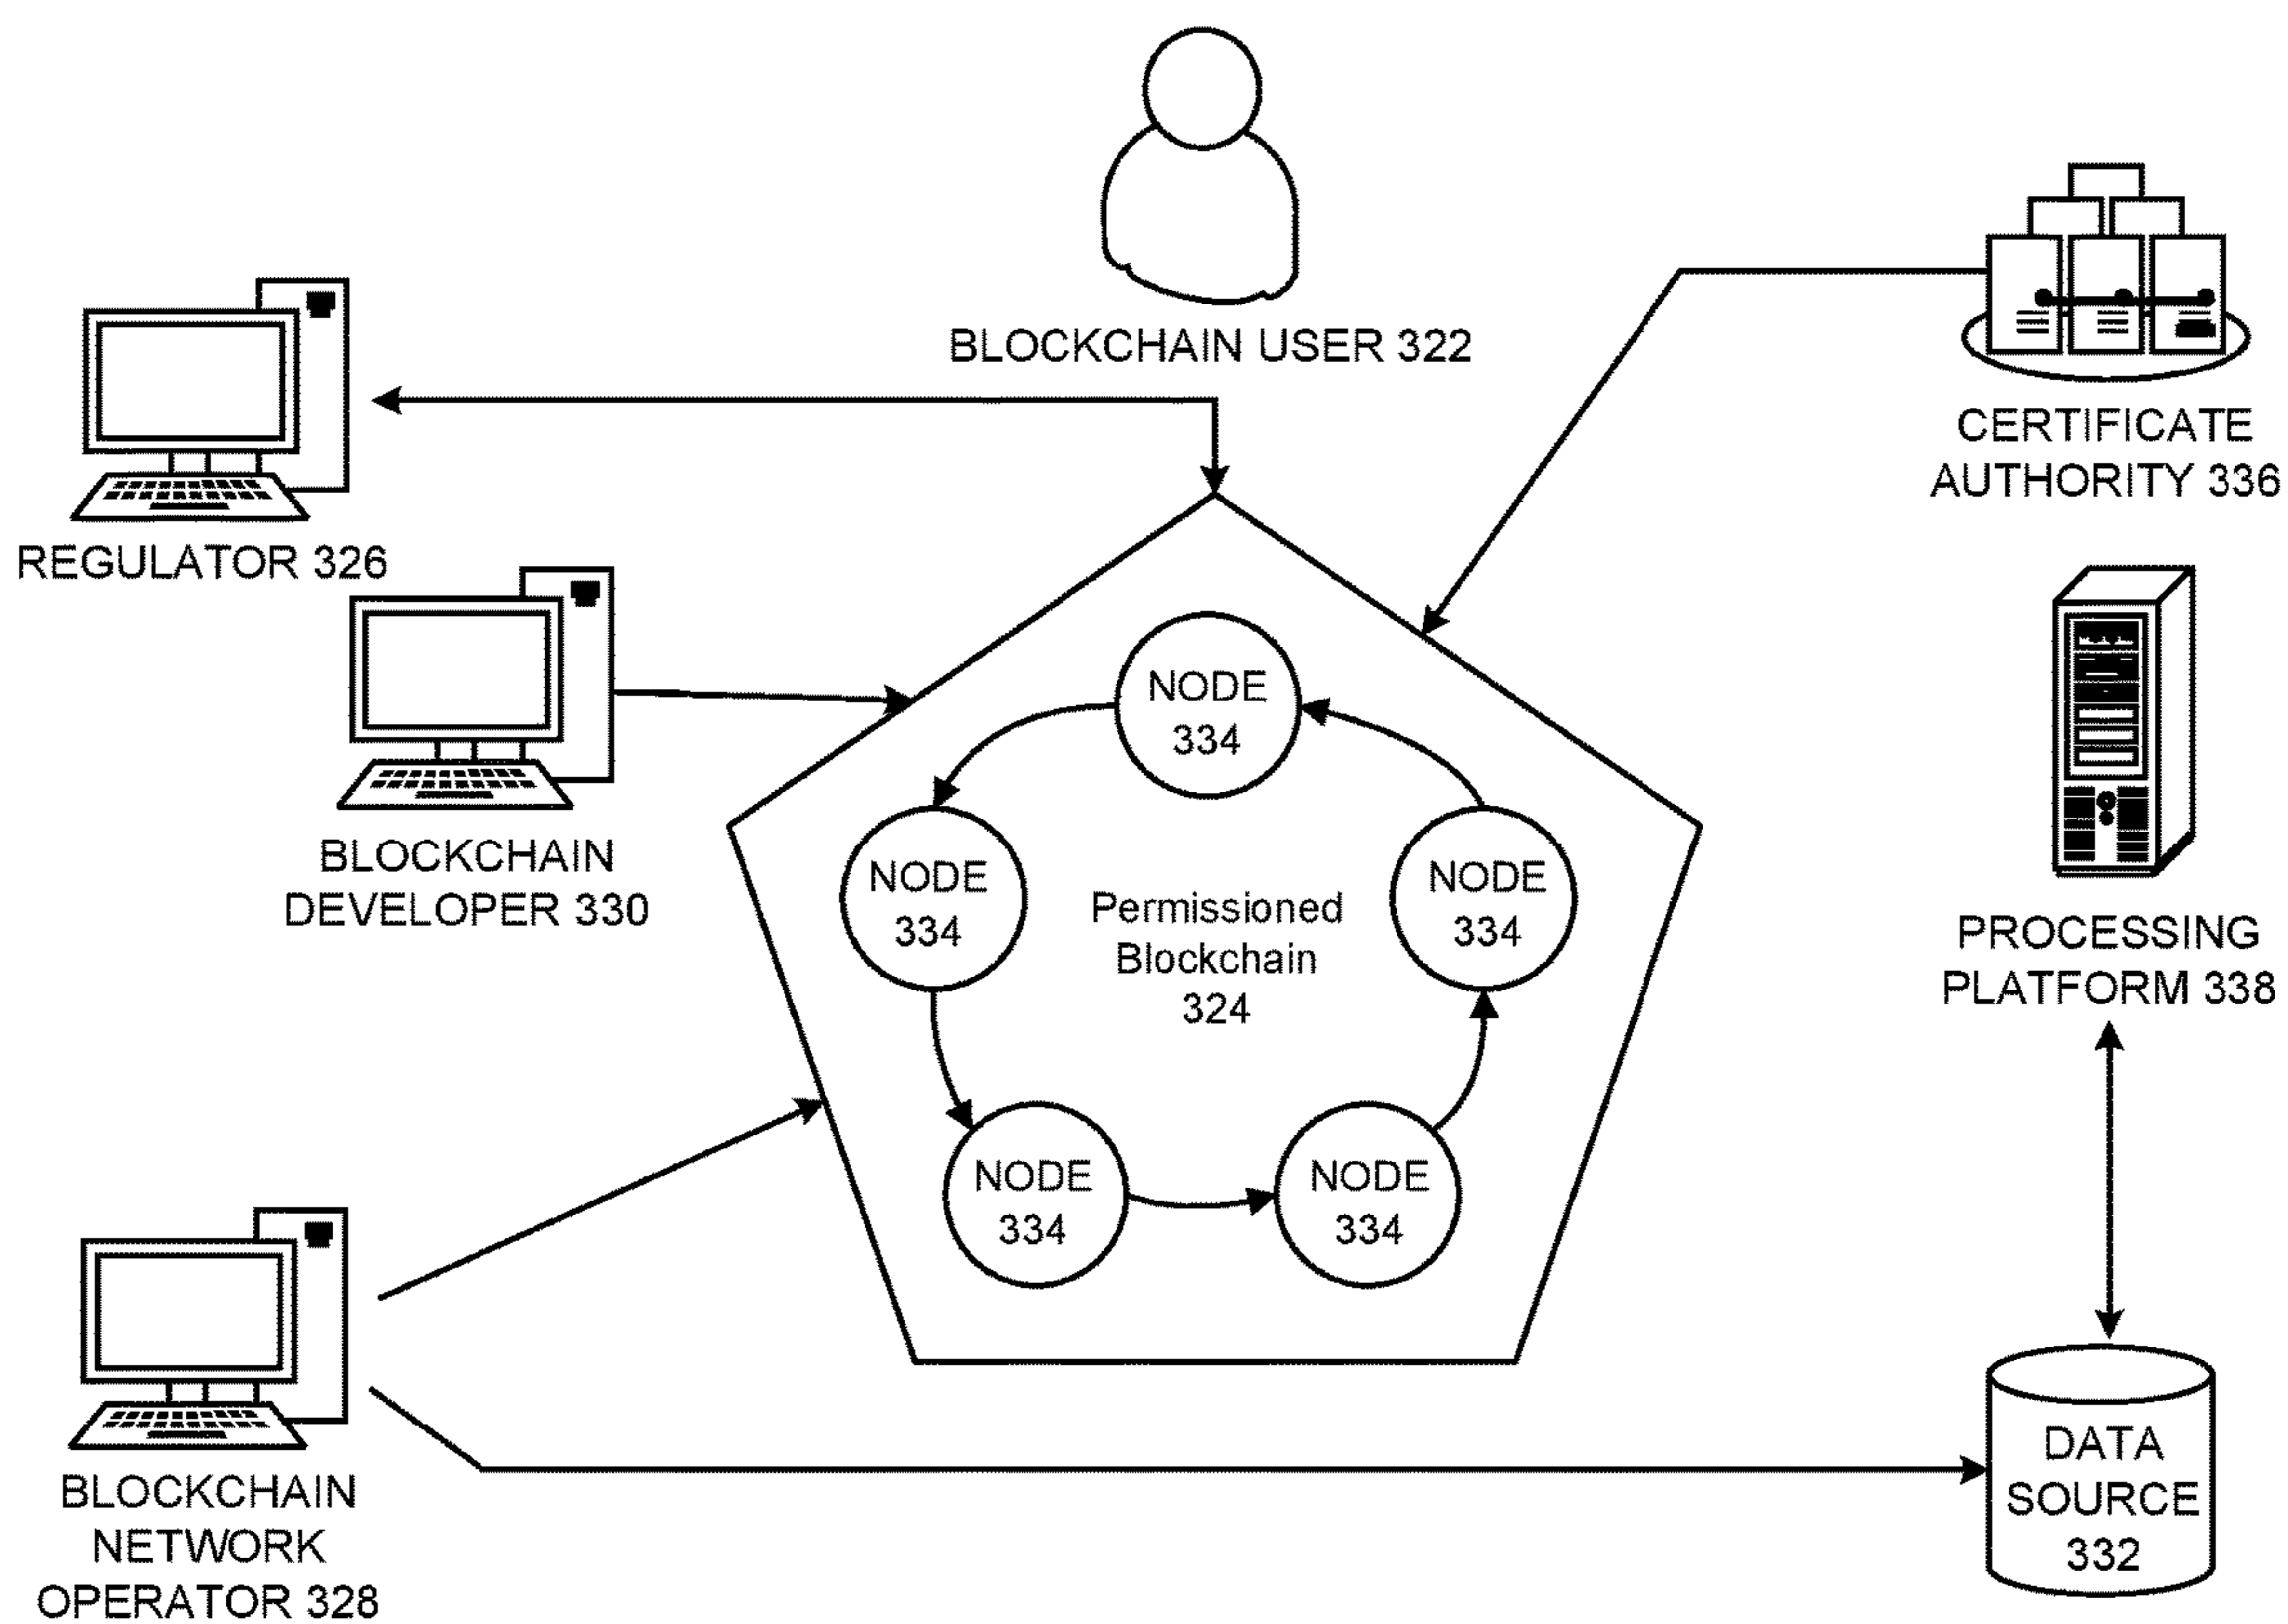 BLOCKCHAIN USER 322
CERTIFICATE
AUTHORITY 336
REGULATOR 326
BLOCKCHAIN
DEVELOPER 330
NODE
334
NODE
334
NODE
334
Permissioned
Blockchain
324
NODE
334
NODE
334
PROCESSING
PLATFORM 338
BLOCKCHAIN
NETWORK
OPERATOR 328
DATA
SOURCE
332